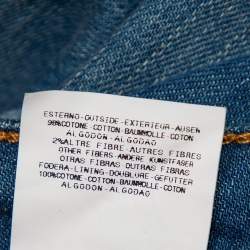 ESTERNO-OUTSIDE-EXTERIEUR-AUSEN
98%COTONE-COTTON-BAUMWOLLE-COTON
ALGODON-ALGODAO
2%ALTRE FIBRE-AUTRES FIBRES
OTHER FIBERS-ANDERE KUNSTFASER
OTRAS FIBRAS OUTRAS FIBRAS
FODERA-LINING-DOUBLURE-GEFUTTER
100%COTONE-COTTON-BAUMWOLLE-COTON
ALGODON-ALGODAO